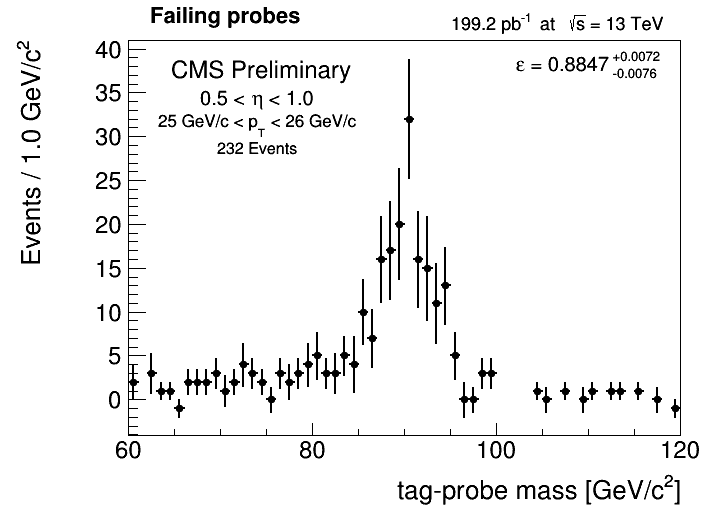 Failing probes
199.2 pb⁻¹ at √s = 13 TeV
CMS Preliminary
0.5 < η < 1.0
25 GeV/c < p_T < 26 GeV/c
232 Events
ε = 0.8847 +0.0072 -0.0076
Events / 1.0 GeV/c²
40
35
30
25
20
15
10
5
0
60 80 100 120
tag-probe mass [GeV/c²]